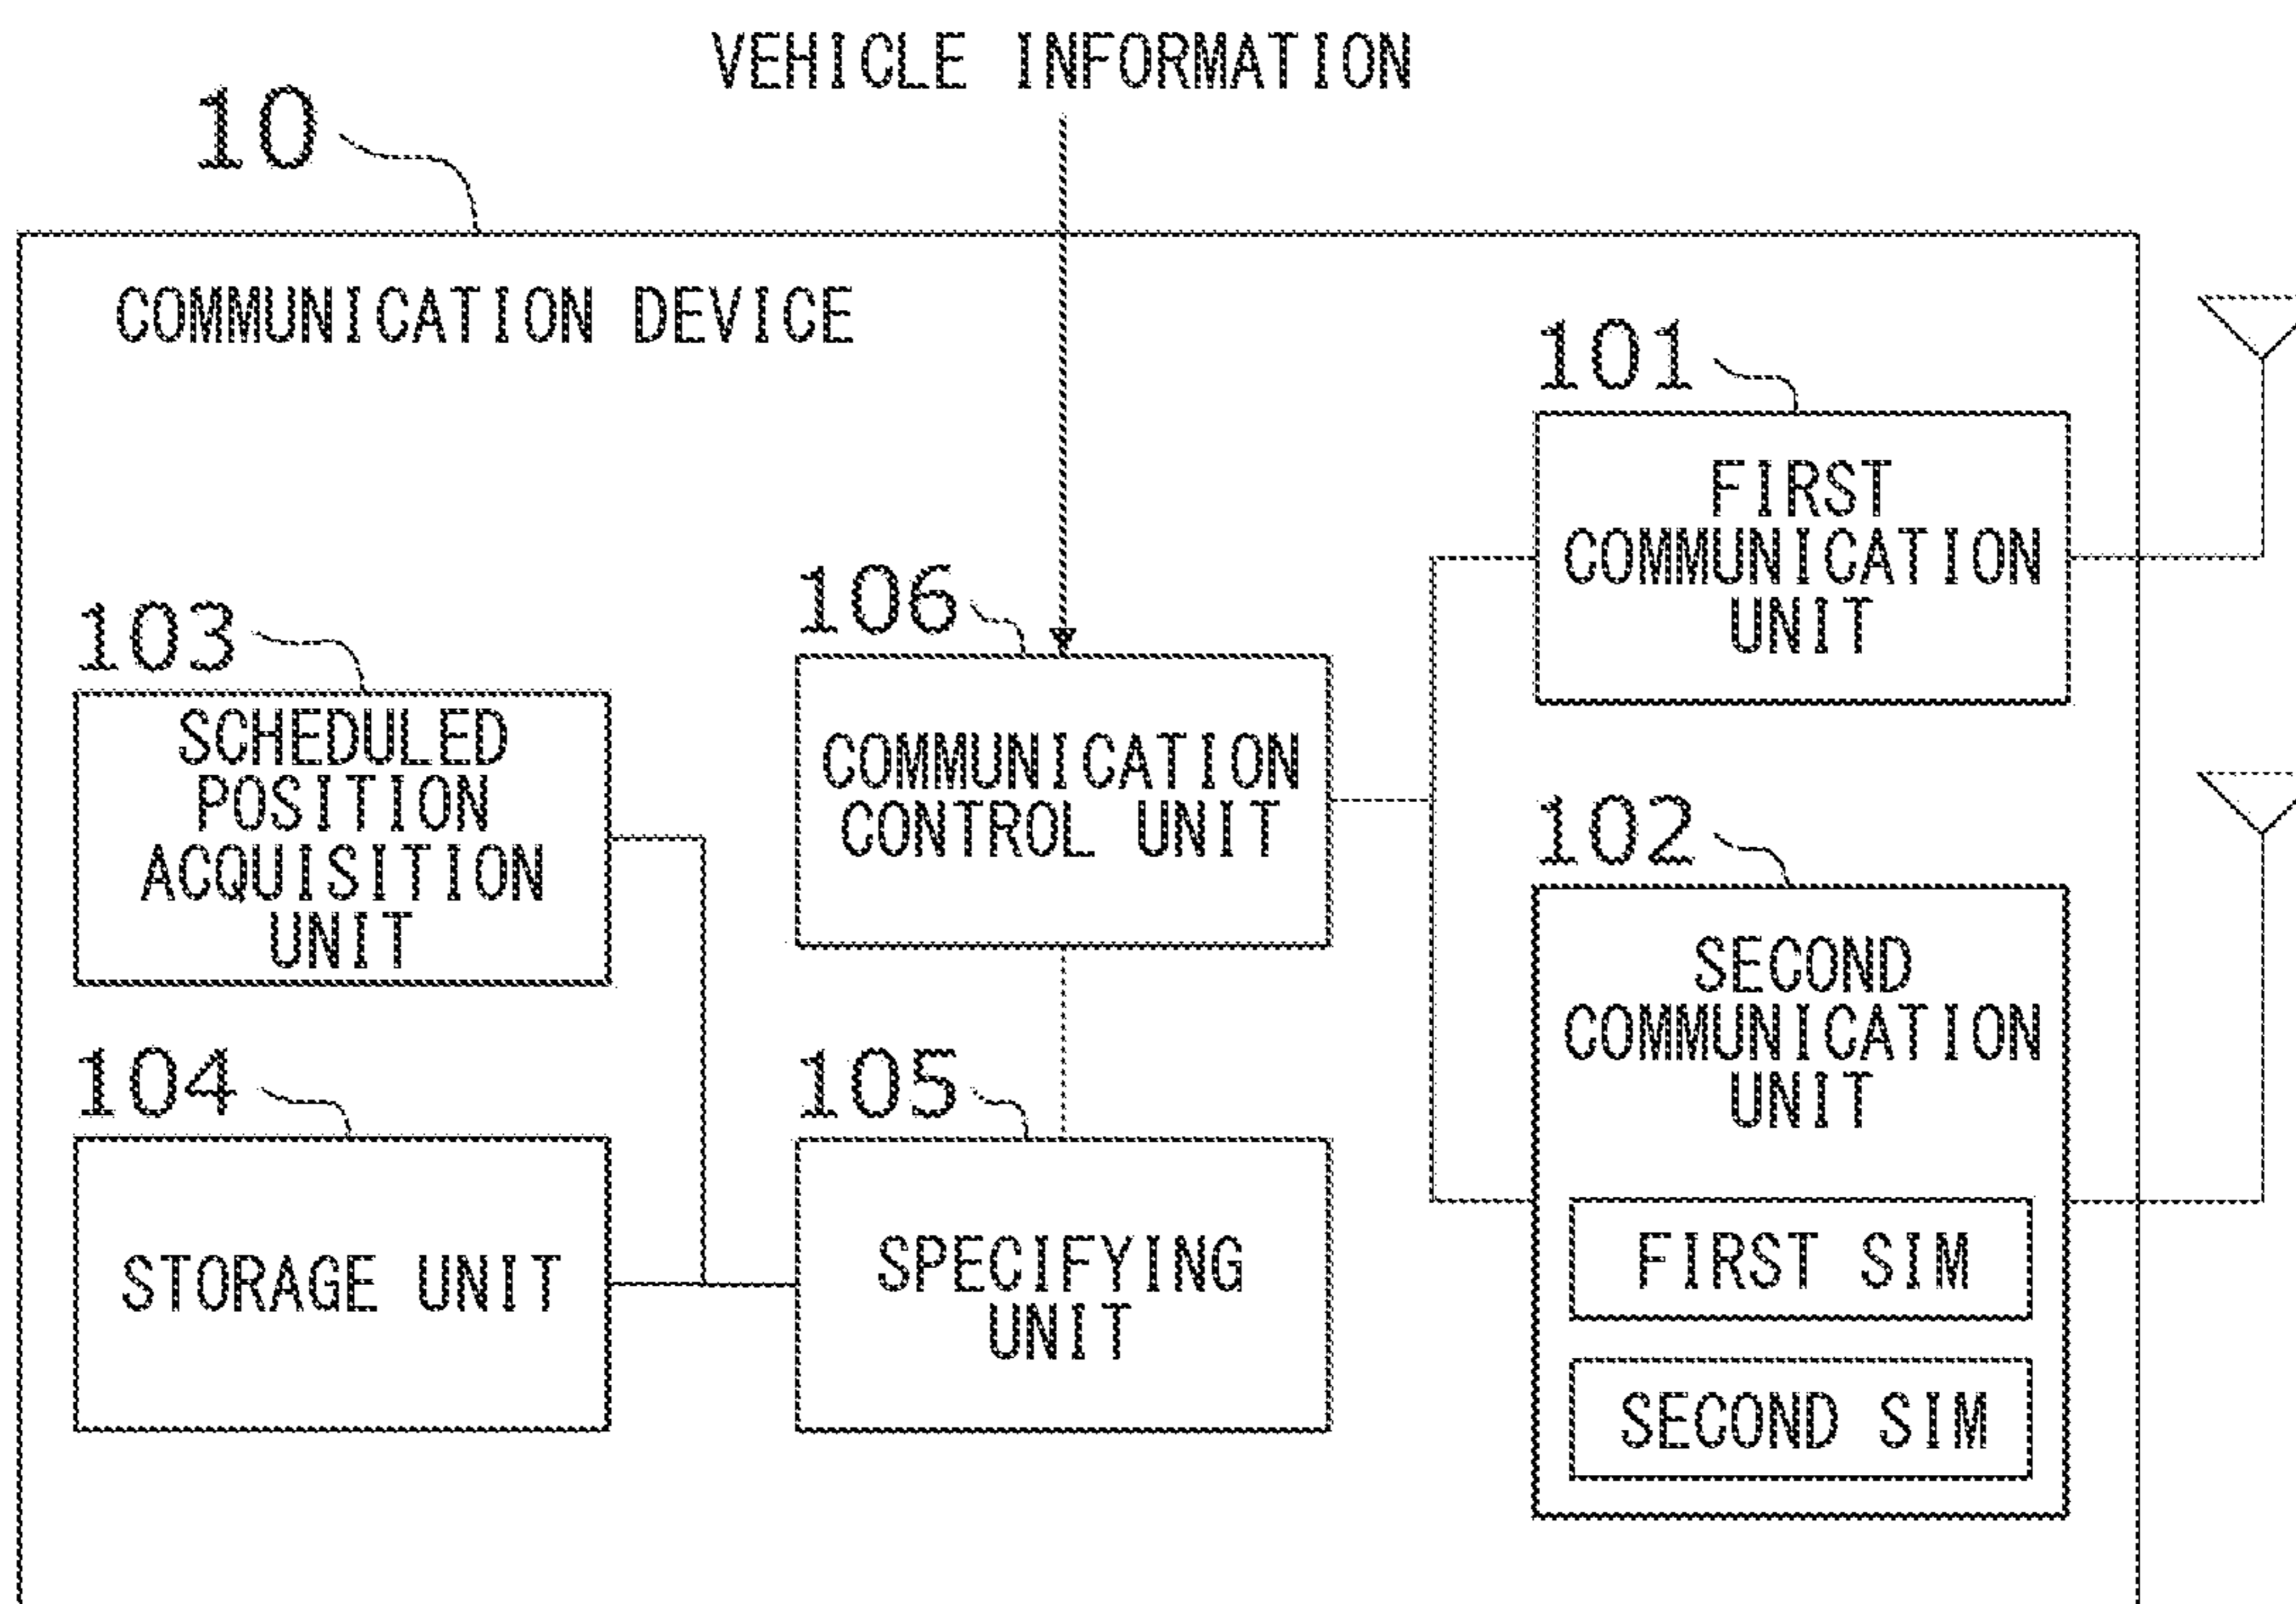 VEHICLE INFORMATION
10
COMMUNICATION DEVICE
101
FIRST
COMMUNICATION
UNIT
106
COMMUNICATION
CONTROL UNIT
103
SCHEDULED
POSITION
ACQUISITION
UNIT
102
SECOND
COMMUNICATION
UNIT
FIRST SIM
SECOND SIM
104
STORAGE UNIT
105
SPECIFYING
UNIT